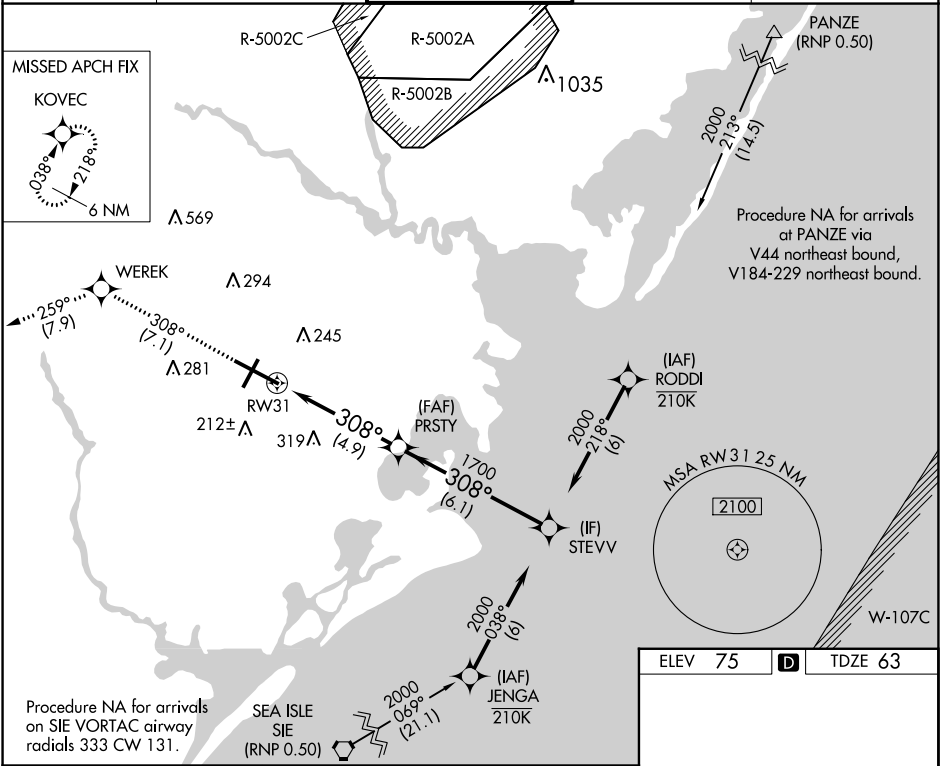 R-5002C
R-5002A
R-5002B
1035
PANZE
(RNP 0.50)
2000
213°
(14.5)
MISSED APCH FIX
KOVEC
038°
218°
6 NM
569
Procedure NA for arrivals
at PANZE via
V44 northeast bound,
V184-229 northeast bound.
WEREK
294
259°
(7.9)
308°
(7.1)
245
281
RW31
212±
319
308°
(4.9)
(FAF)
PRSTY
(IAF)
RODDI
210K
2000
218°
(6)
1700
308°
(6.1)
(IF)
STEVV
MSA RW31 25 NM
2100
W-107C
2000
038°
(6)
(IAF)
JENGA
210K
2000
069°
(21.1)
SEA ISLE
SIE
(RNP 0.50)
Procedure NA for arrivals
on SIE VORTAC airway
radials 333 CW 131.
ELEV 75 D TDZE 63